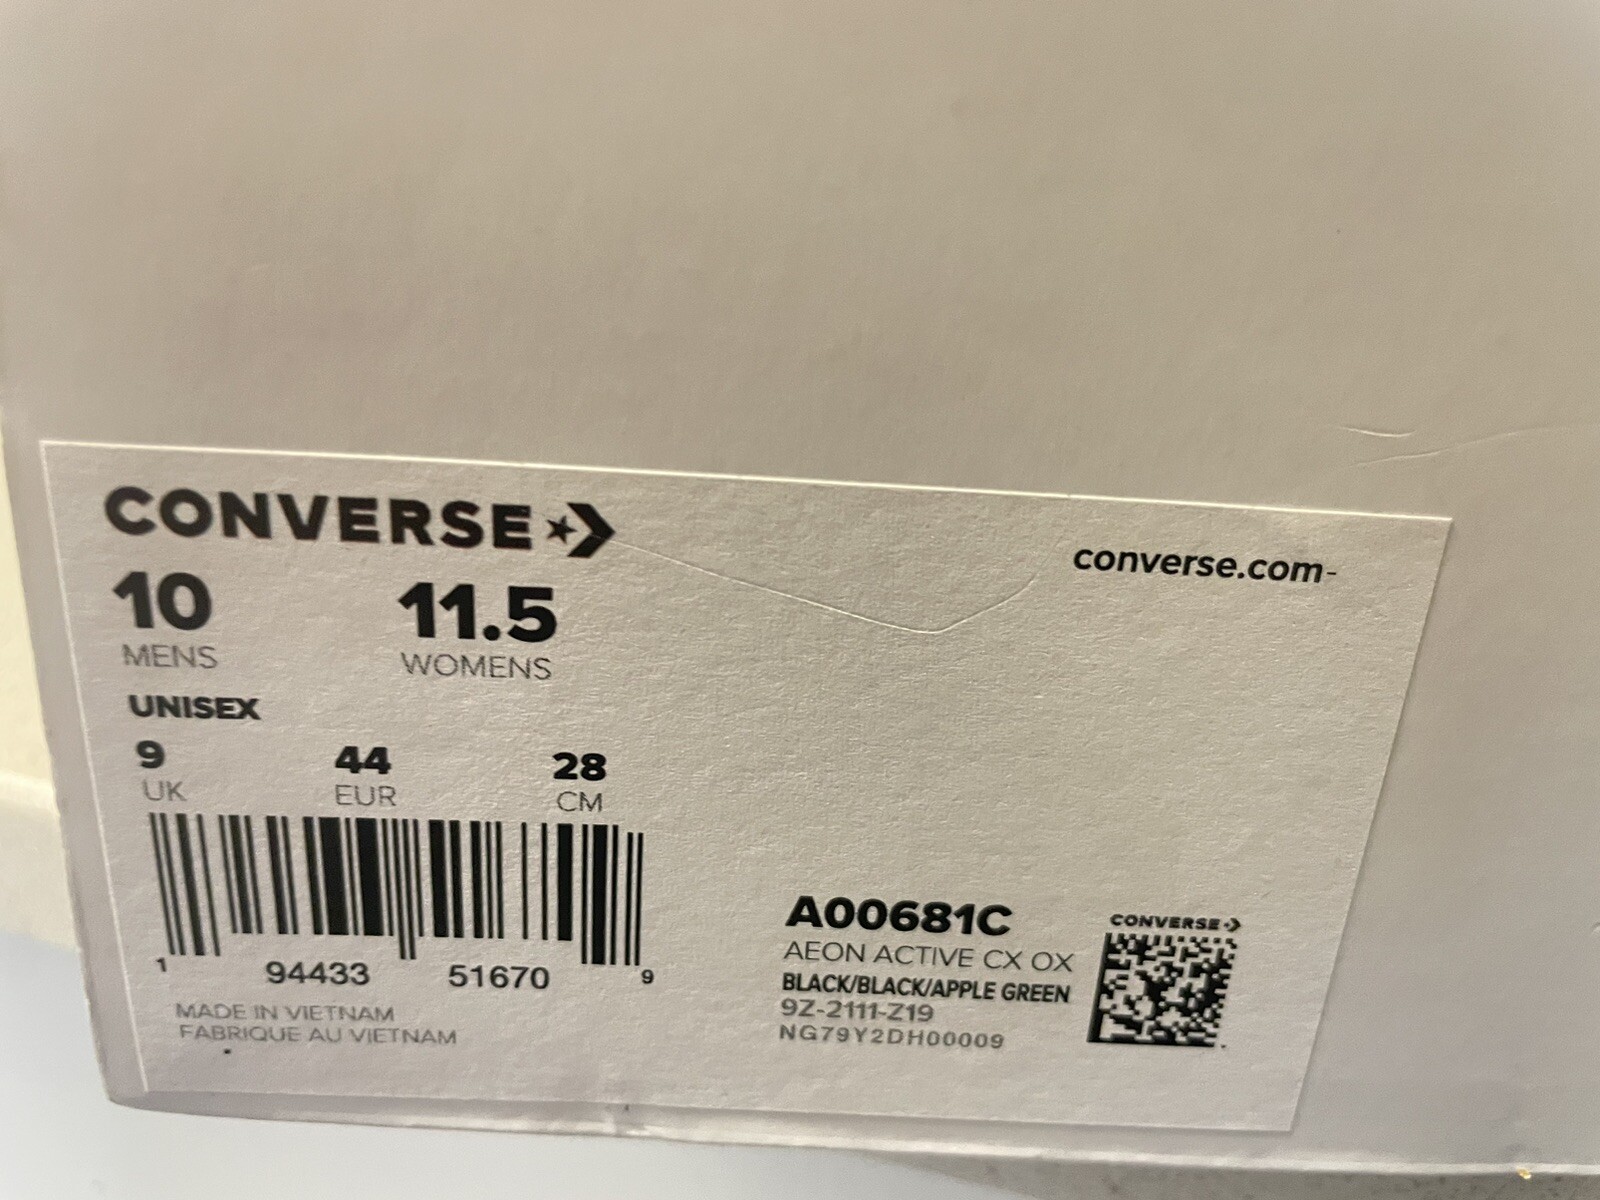 CONVERSE
converse.com-
10 11.5
MENS WOMENS
UNISEX
9 44 28
UK EUR CM
1 94433 51670 9
MADE IN VIETNAM
FABRIQUE AU VIETNAM
A00681C
AEON ACTIVE CX OX
BLACK/BLACK/APPLE GREEN
9Z-2111-Z19
NG79Y2DH00009
CONVERSE